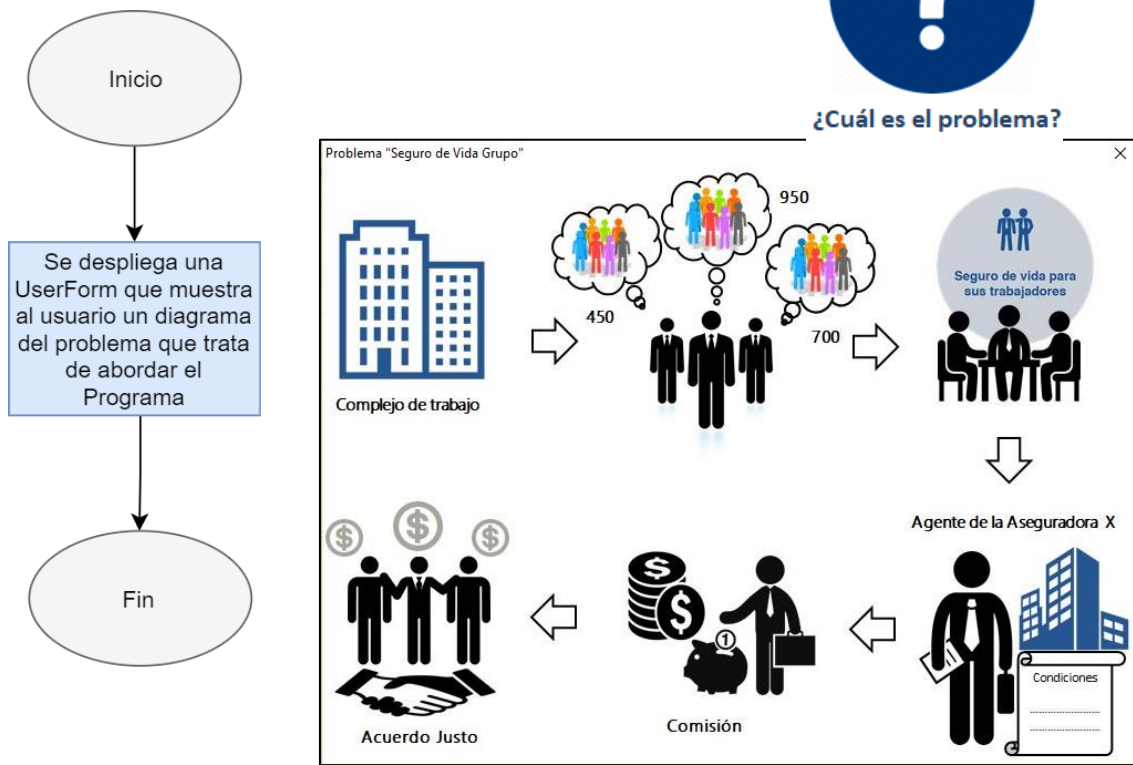 Inicio
Se despliega una
UserForm que muestra
al usuario un diagrama
del problema que trata
de abordar el
Programa
Fin
?
¿Cuál es el problema?
Problema "Seguro de Vida Grupo"
950
450
700
Seguro de vida para
sus trabajadores
Complejo de trabajo
Agente de la Aseguradora X
Condiciones
$
$
$
$
$
1
Comisión
Acuerdo Justo